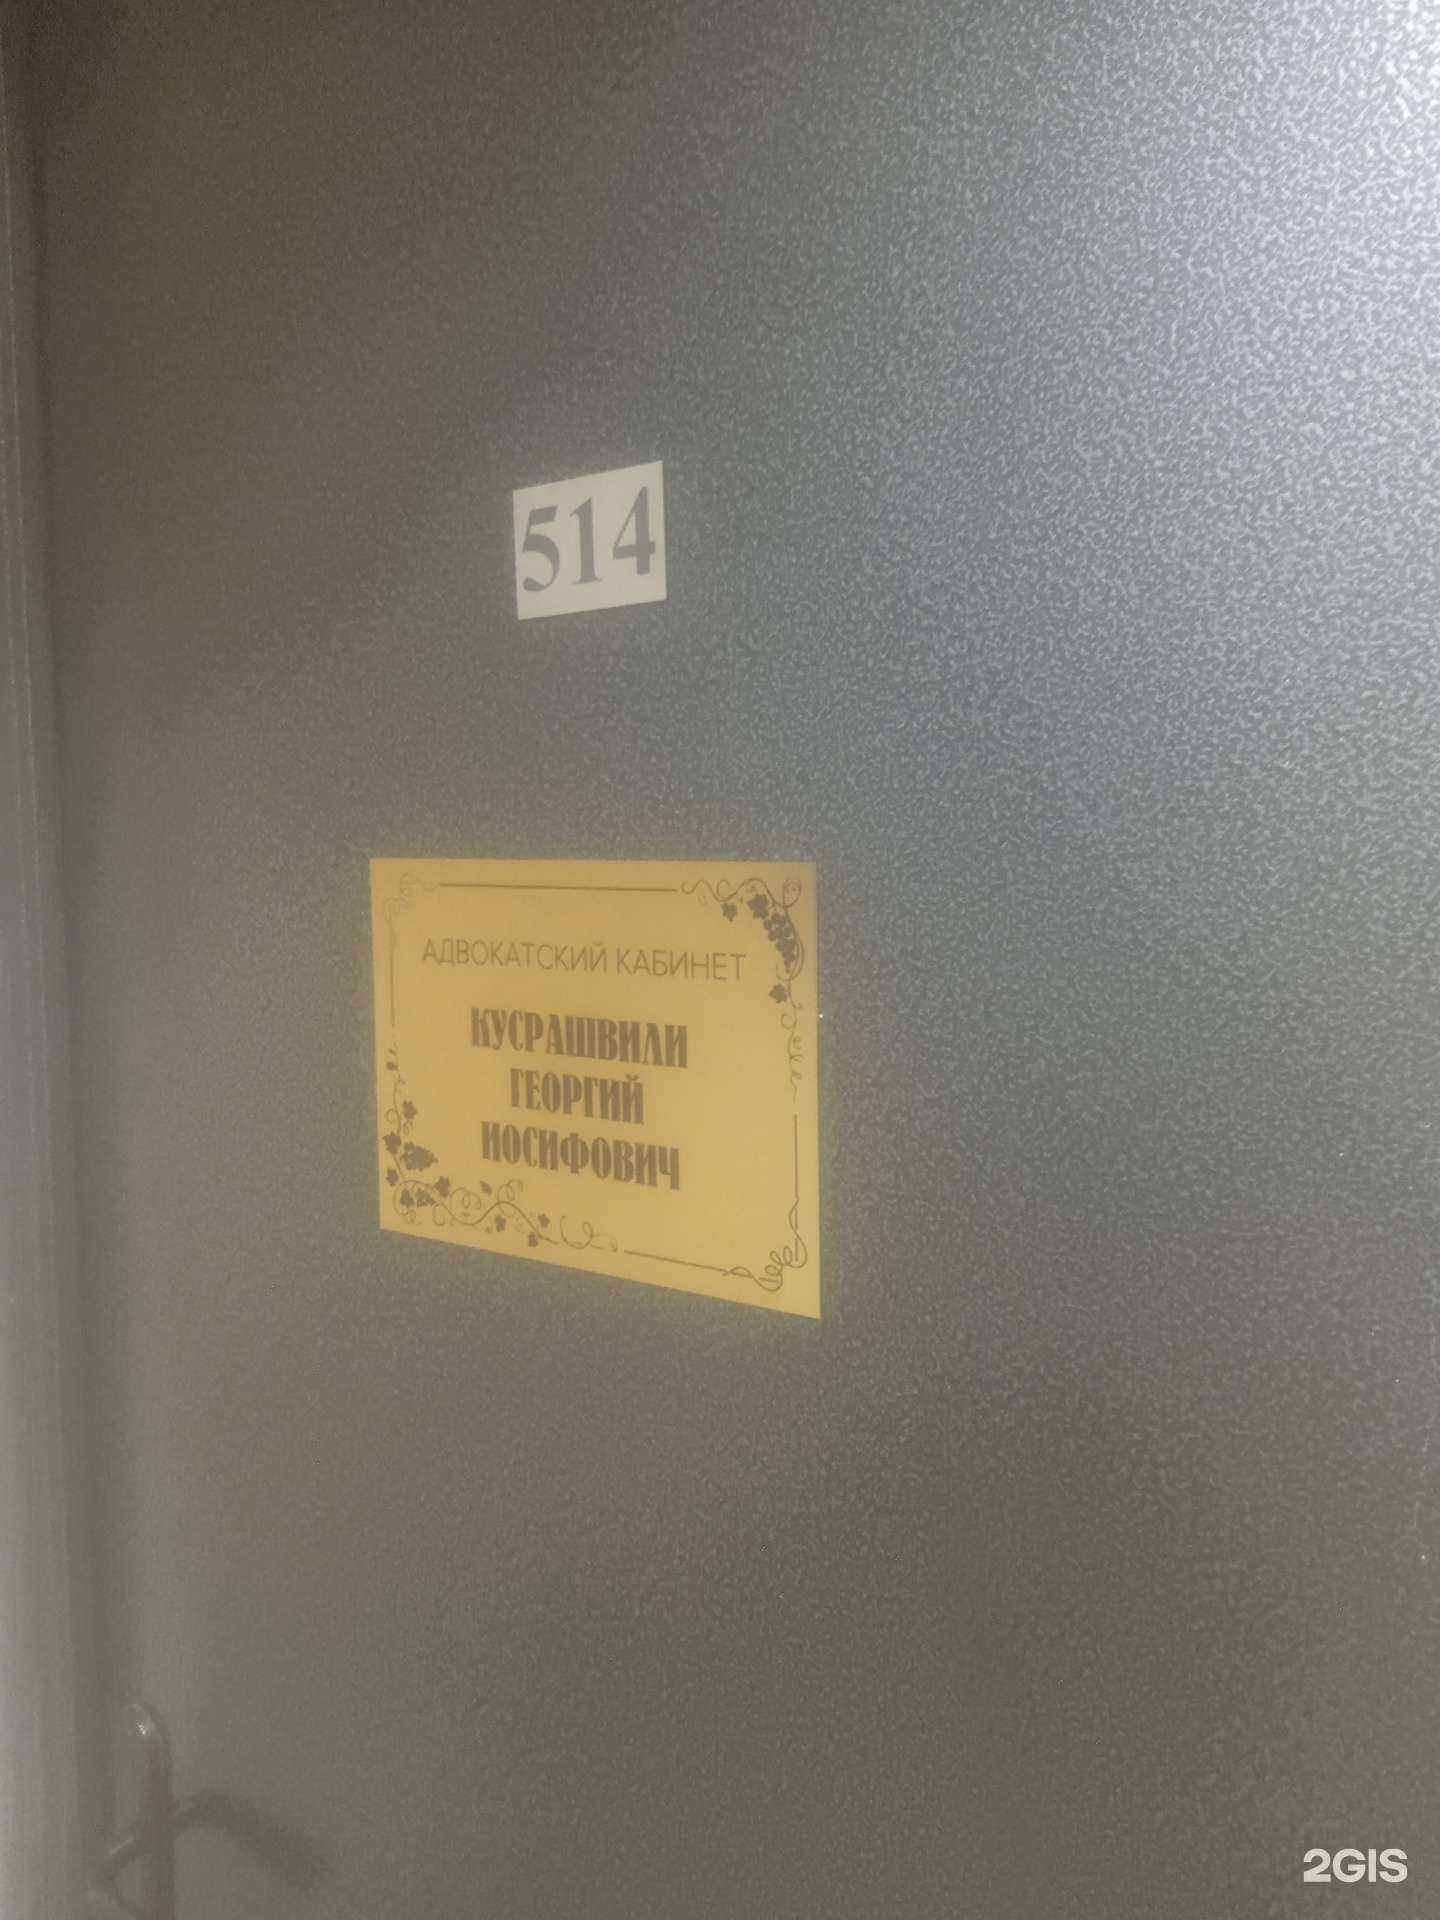 514
АДВОКАТСКИЙ КАБИНЕТ
КУСРАШВИЛИ
ГЕОРГИЙ
ИОСИФОВИЧ
2GIS